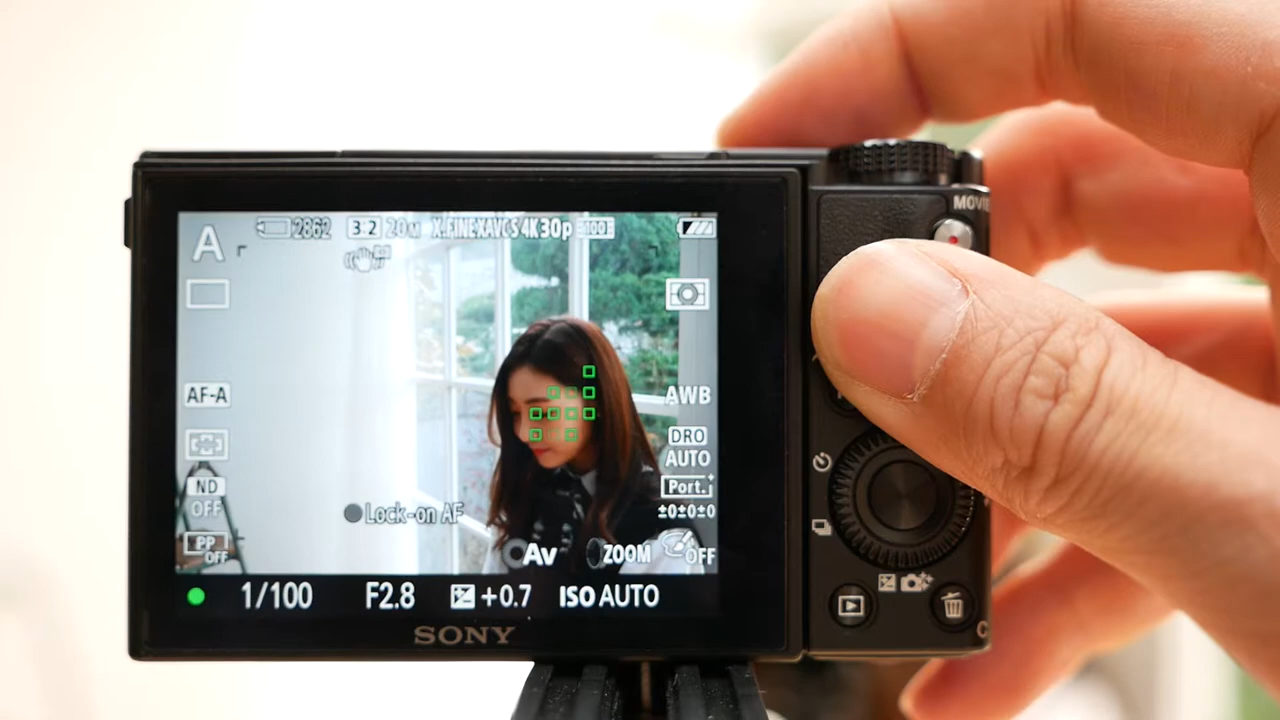 A 2862 3:2 20M X.FINE XAVC S 4K 30p 100
MOVIE
AF-A
AWB
DRO
AUTO
ND
OFF
Port.
±0±0±0
Lock-on AF
PP
OFF
Av
ZOOM
OFF
1/100 F2.8 +0.7 ISO AUTO
SONY
C